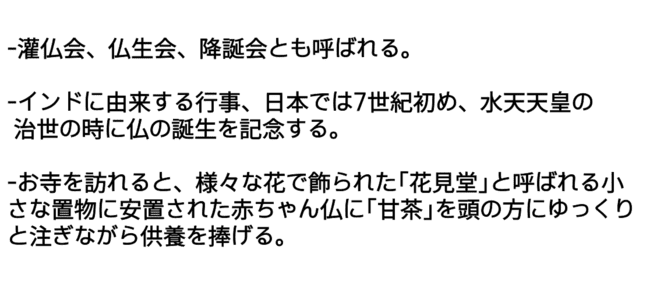 -灌仏会、仏生会、降誕会とも呼ばれる。
-インドに由来する行事、日本では7世紀初め、水天天皇の
治世の時に仏の誕生を記念する。
-お寺を訪れると、様々な花で飾られた｢花見堂｣と呼ばれる小
さな置物に安置された赤ちゃん仏に｢甘茶｣を頭の方にゆっくり
と注ぎながら供養を捧げる。